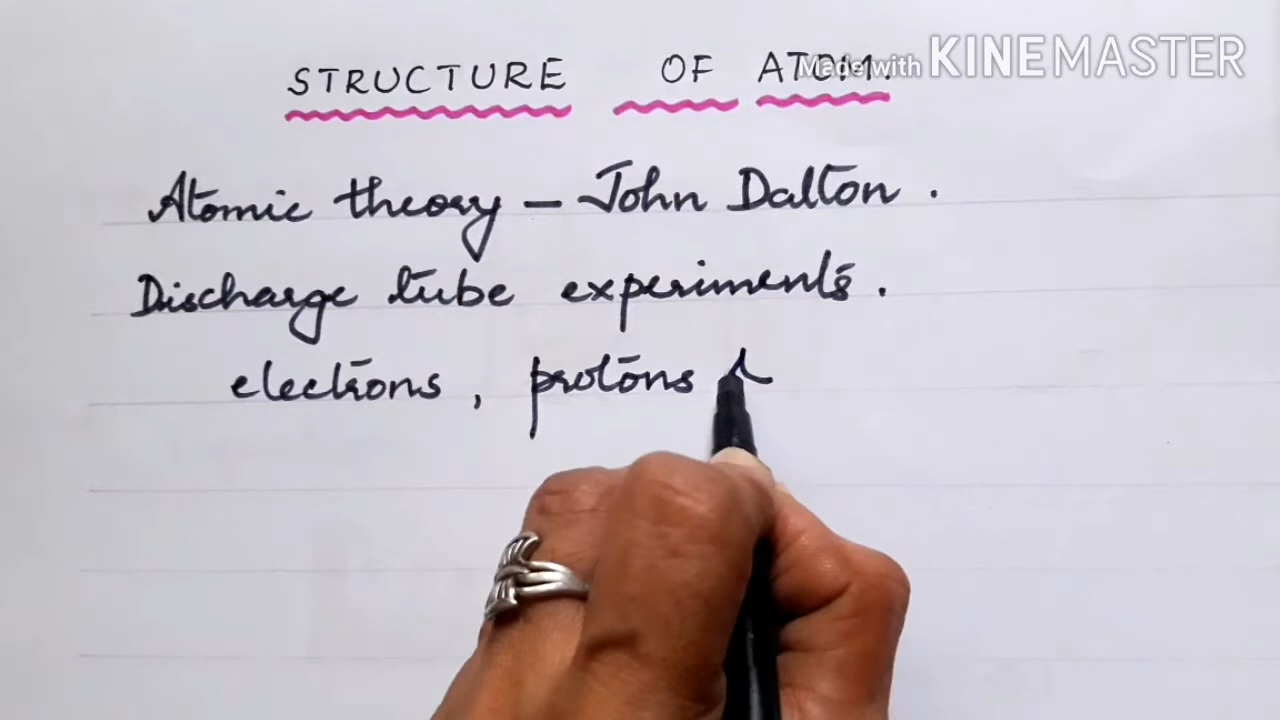 STRUCTURE OF ATOM.
Made with KINEMASTER
Atomic theory – John Dalton .
Discharge tube experiments .
electrons , protons &